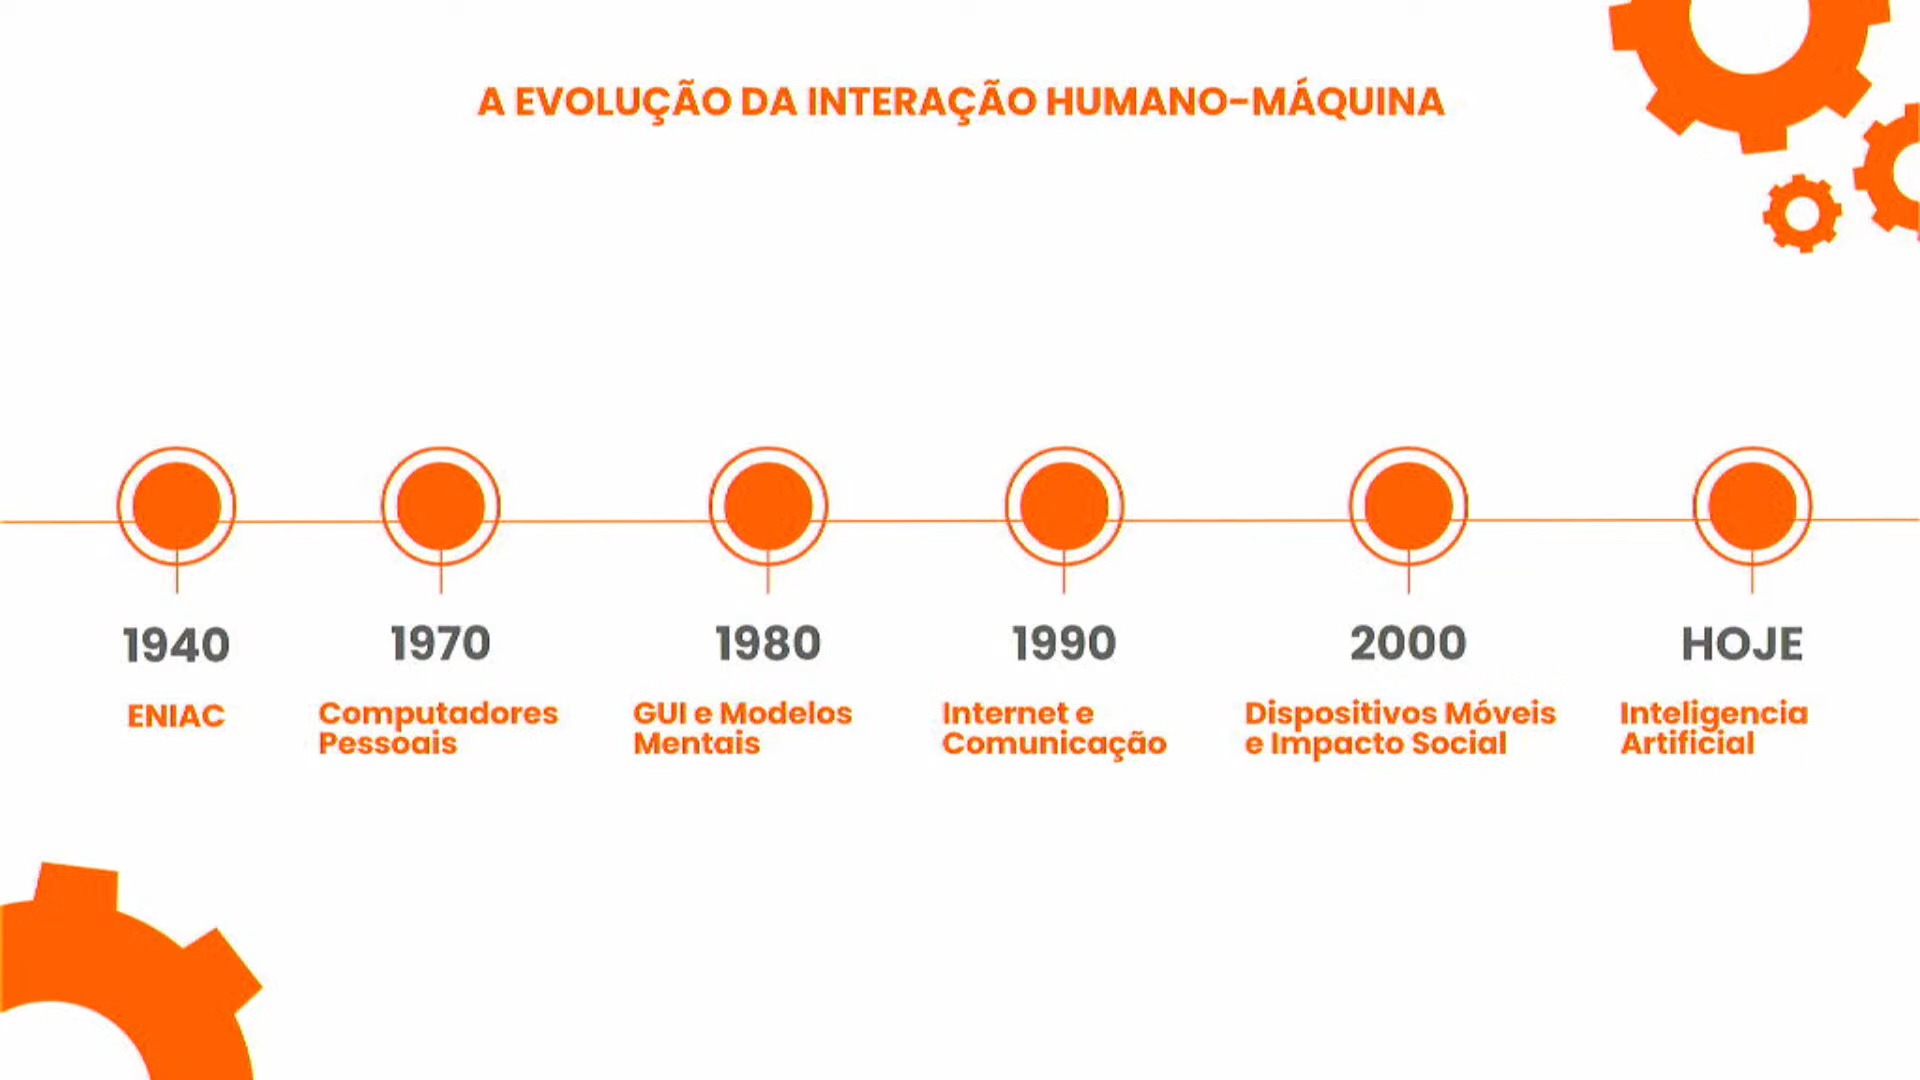 A EVOLUÇÃO DA INTERAÇÃO HUMANO-MÁQUINA
1940
ENIAC
1970
Computadores
Pessoais
1980
GUI e Modelos
Mentais
1990
Internet e
Comunicação
2000
Dispositivos Móveis
e Impacto Social
HOJE
Inteligencia
Artificial